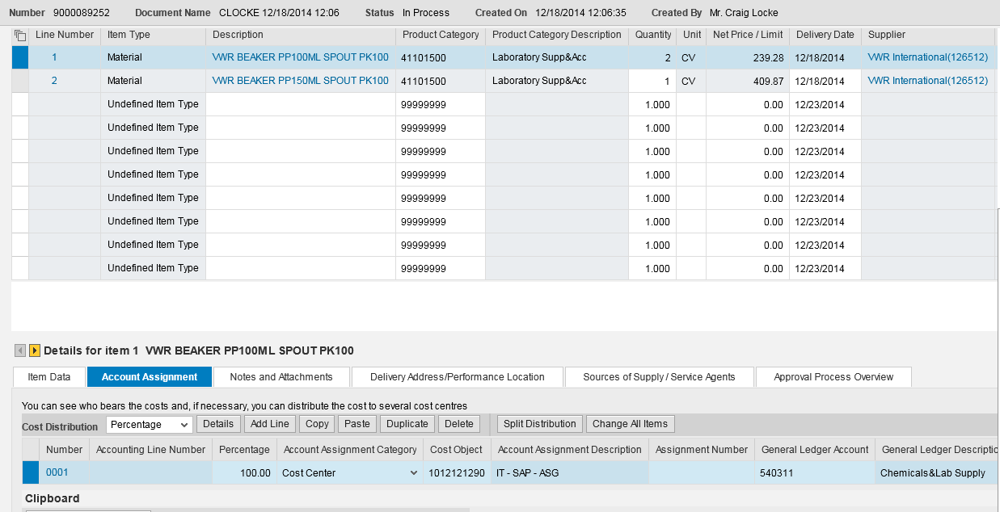 Number 9000089252 Document Name CLOCKE 12/18/2014 12:06 Status In Process Created On 12/18/2014 12:06:35 Created By Mr. Craig Locke
Line Number Item Type Description Product Category Product Category Description Quantity Unit Net Price / Limit Delivery Date Supplier
1 Material VWR BEAKER PP100ML SPOUT PK100 41101500 Laboratory Supp&Acc 2 CV 239.28 12/18/2014 VWR International(126512)
2 Material VWR BEAKER PP150ML SPOUT PK100 41101500 Laboratory Supp&Acc 1 CV 409.87 12/18/2014 VWR International(126512)
Undefined Item Type 99999999 1.000 0.00 12/23/2014
Undefined Item Type 99999999 1.000 0.00 12/23/2014
Undefined Item Type 99999999 1.000 0.00 12/23/2014
Undefined Item Type 99999999 1.000 0.00 12/23/2014
Undefined Item Type 99999999 1.000 0.00 12/23/2014
Undefined Item Type 99999999 1.000 0.00 12/23/2014
Undefined Item Type 99999999 1.000 0.00 12/23/2014
Undefined Item Type 99999999 1.000 0.00 12/23/2014
Details for item 1 VWR BEAKER PP100ML SPOUT PK100
Item Data Account Assignment Notes and Attachments Delivery Address/Performance Location Sources of Supply / Service Agents Approval Process Overview
You can see who bears the costs and, if necessary, you can distribute the cost to several cost centres
Cost Distribution Percentage Details Add Line Copy Paste Duplicate Delete Split Distribution Change All Items
Number Accounting Line Number Percentage Account Assignment Category Cost Object Account Assignment Description Assignment Number General Ledger Account General Ledger Descriptio
0001 100.00 Cost Center 1012121290 IT - SAP - ASG 540311 Chemicals&Lab Supply
Clipboard